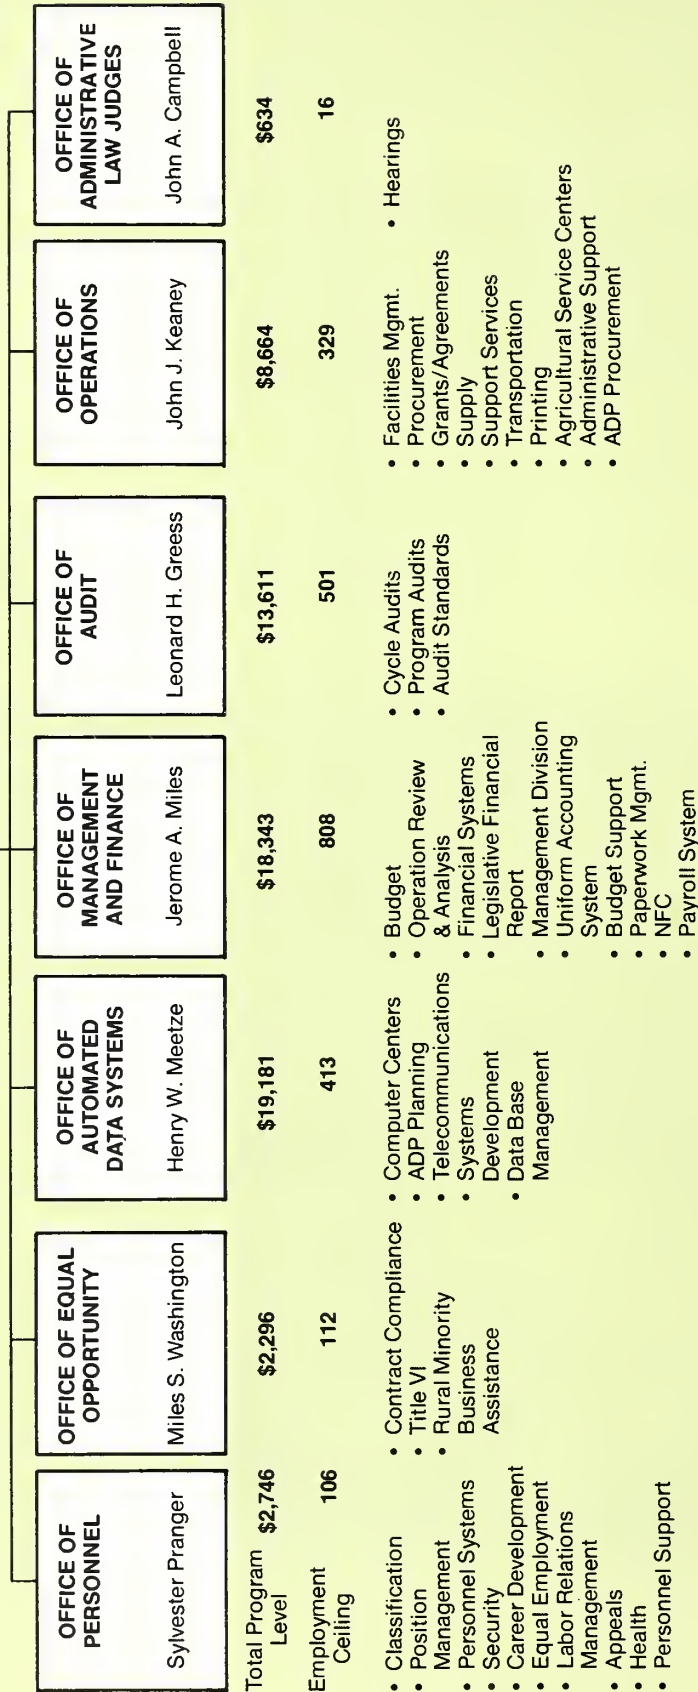 OFFICE OF
PERSONNEL
Sylvester Pranger
OFFICE OF EQUAL
OPPORTUNITY
Miles S. Washington
OFFICE OF
AUTOMATED
DATA SYSTEMS
Henry W. Meetze
OFFICE OF
MANAGEMENT
AND FINANCE
Jerome A. Miles
OFFICE OF
AUDIT
Leonard H. Greess
OFFICE OF
OPERATIONS
John J. Keaney
OFFICE OF
ADMINISTRATIVE
LAW JUDGES
John A. Campbell
Total Program
Level
$2,746
$2,296
$19,181
$18,343
$13,611
$8,664
$634
Employment
Ceiling
106
112
413
808
501
329
16
• Classification
• Position
Management
• Personnel Systems
• Security
• Career Development
• Equal Employment
• Labor Relations
Management
• Appeals
• Health
• Personnel Support
• Contract Compliance
• Title VI
• Rural Minority
Business
Assistance
• Computer Centers
• ADP Planning
• Telecommunications
• Systems
Development
• Data Base
Management
• Budget
• Operation Review
& Analysis
• Financial Systems
• Legislative Financial
Report
• Management Division
• Uniform Accounting
System
• Budget Support
• Paperwork Mgmt.
• NFC
• Payroll System
• Cycle Audits
• Program Audits
• Audit Standards
• Facilities Mgmt.
• Procurement
• Grants/Agreements
• Supply
• Support Services
• Transportation
• Printing
• Agricultural Service Centers
• Administrative Support
• ADP Procurement
• Hearings